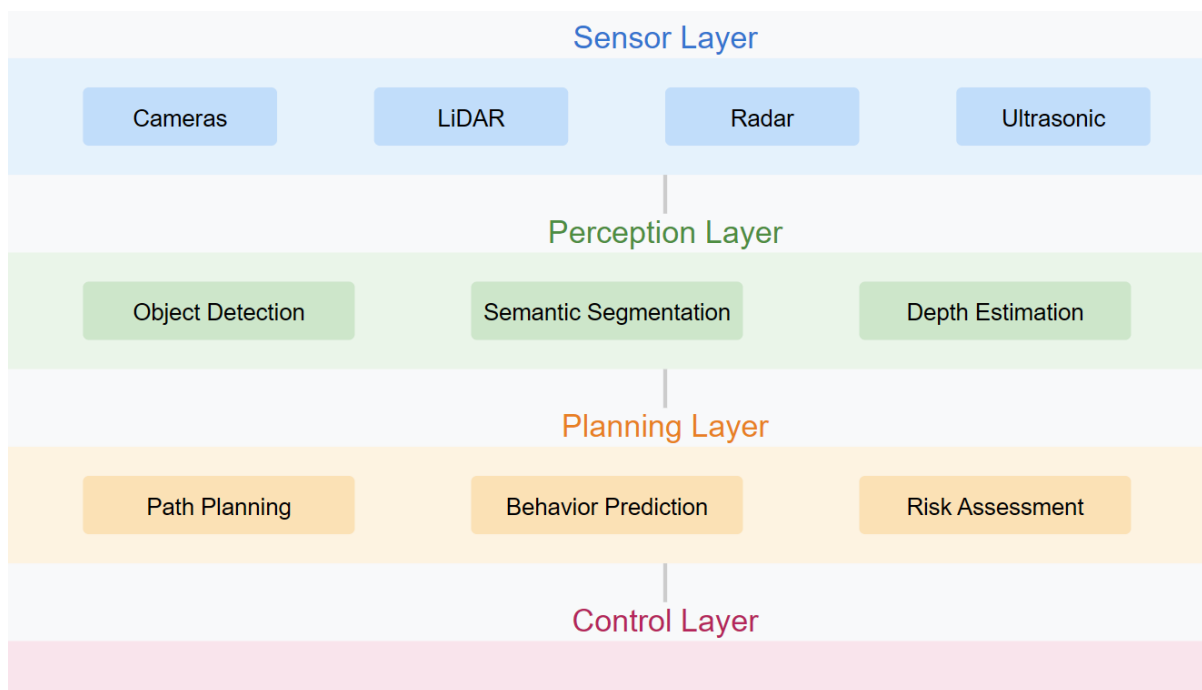 Sensor Layer
Cameras LiDAR Radar Ultrasonic
Perception Layer
Object Detection Semantic Segmentation Depth Estimation
Planning Layer
Path Planning Behavior Prediction Risk Assessment
Control Layer